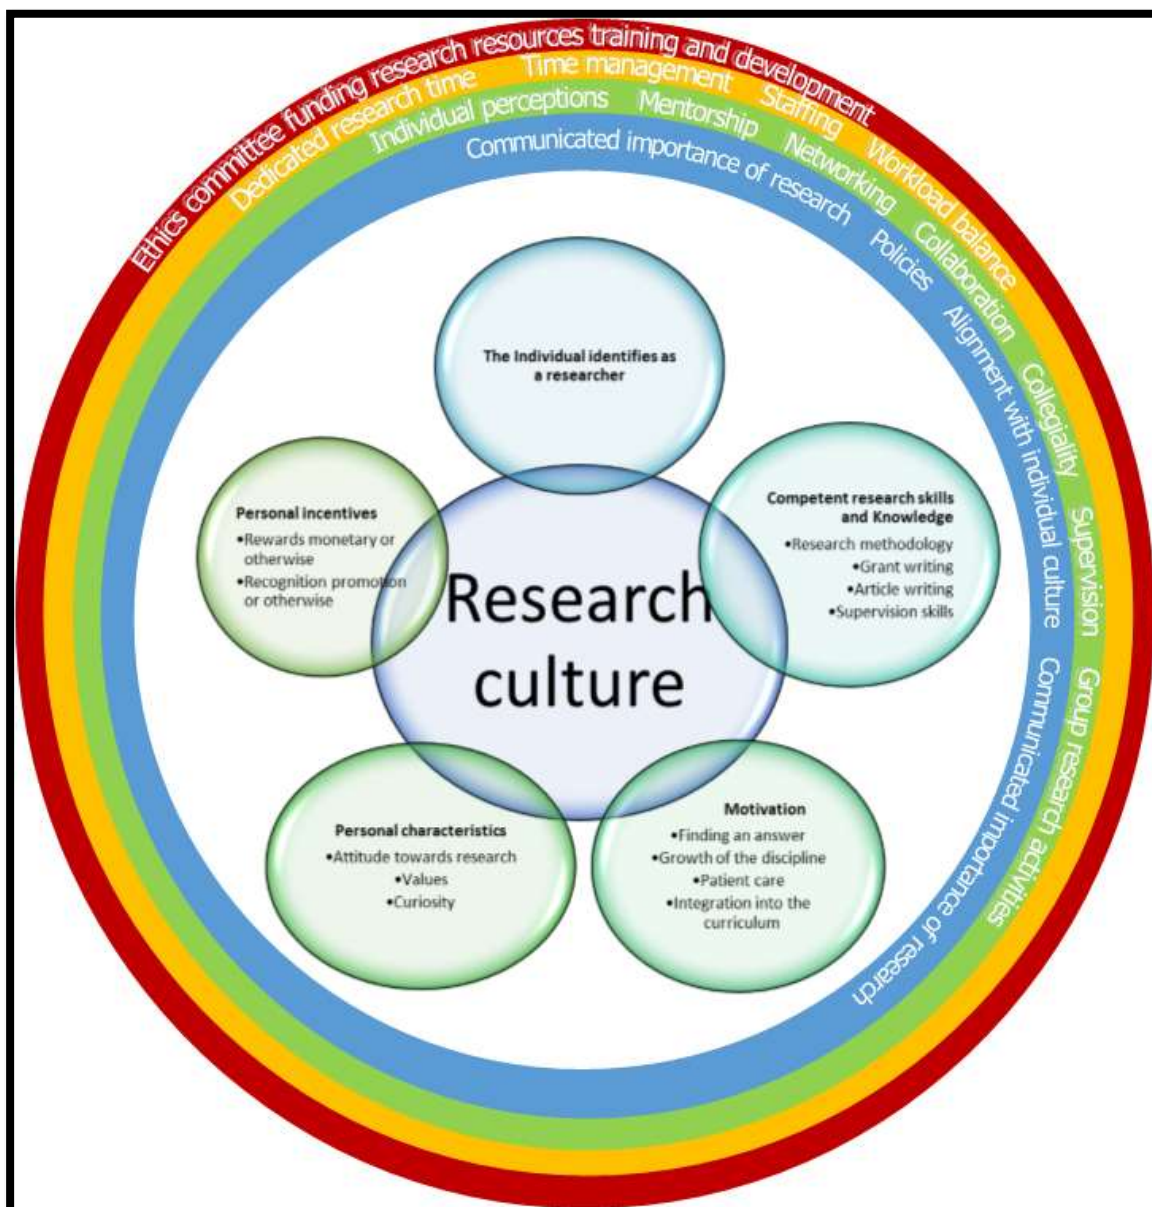 Ethics committee funding research resources training and development
Dedicated research time Time management Staffing Workload balance
Individual perceptions Mentorship Networking Collaboration Collegiality Supervision Group research activities
Communicated importance of research Policies Alignment with individual culture Communicated importance of research
The Individual identifies as
a researcher
Personal incentives
•Rewards monetary or
otherwise
•Recognition promotion
or otherwise
Competent research skills
and Knowledge
•Research methodology
•Grant writing
•Article writing
•Supervision skills
Research
culture
Personal characteristics
•Attitude towards research
•Values
•Curiosity
Motivation
•Finding an answer
•Growth of the discipline
•Patient care
•Integration into the
curriculum